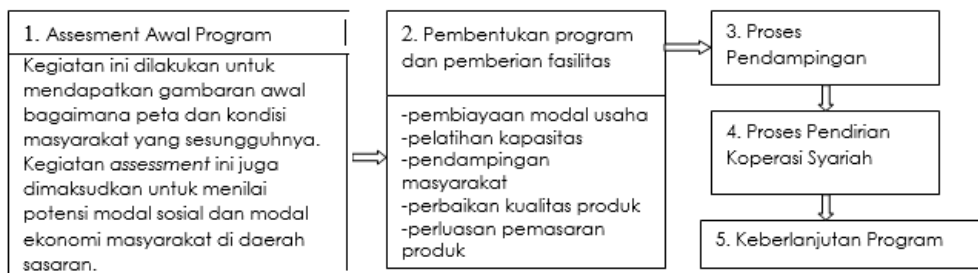 1. Assesment Awal Program
Kegiatan ini dilakukan untuk
mendapatkan gambaran awal
bagaimana peta dan kondisi
masyarakat yang sesungguhnya.
Kegiatan assessment ini juga
dimaksudkan untuk menilai
potensi modal sosial dan modal
ekonomi masyarakat di daerah
sasaran.
2. Pembentukan program
dan pemberian fasilitas
-pembiayaan modal usaha
-pelatihan kapasitas
-pendampingan
masyarakat
-perbaikan kualitas produk
-perluasan pemasaran
produk
3. Proses
Pendampingan
4. Proses Pendirian
Koperasi Syariah
5. Keberlanjutan Program